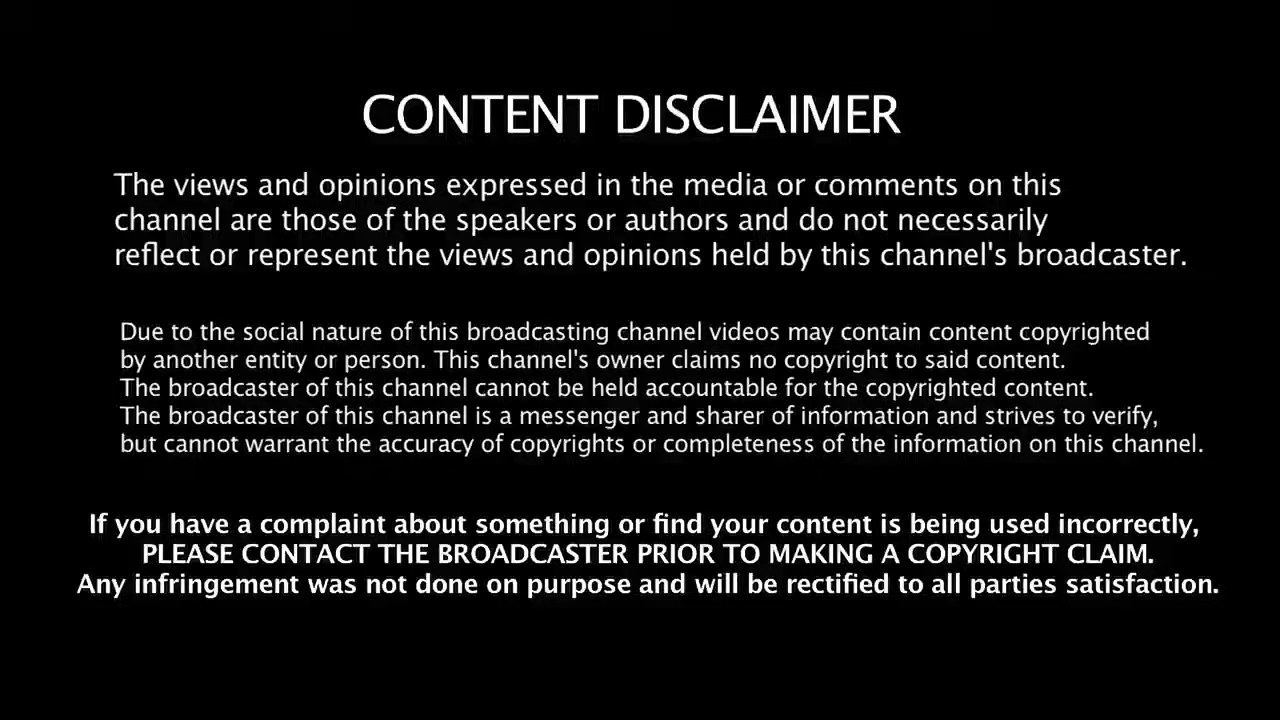 CONTENT DISCLAIMER
The views and opinions expressed in the media or comments on this
channel are those of the speakers or authors and do not necessarily
reflect or represent the views and opinions held by this channel's broadcaster.
Due to the social nature of this broadcasting channel videos may contain content copyrighted
by another entity or person. This channel's owner claims no copyright to said content.
The broadcaster of this channel cannot be held accountable for the copyrighted content.
The broadcaster of this channel is a messenger and sharer of information and strives to verify,
but cannot warrant the accuracy of copyrights or completeness of the information on this channel.
If you have a complaint about something or find your content is being used incorrectly,
PLEASE CONTACT THE BROADCASTER PRIOR TO MAKING A COPYRIGHT CLAIM.
Any infringement was not done on purpose and will be rectified to all parties satisfaction.